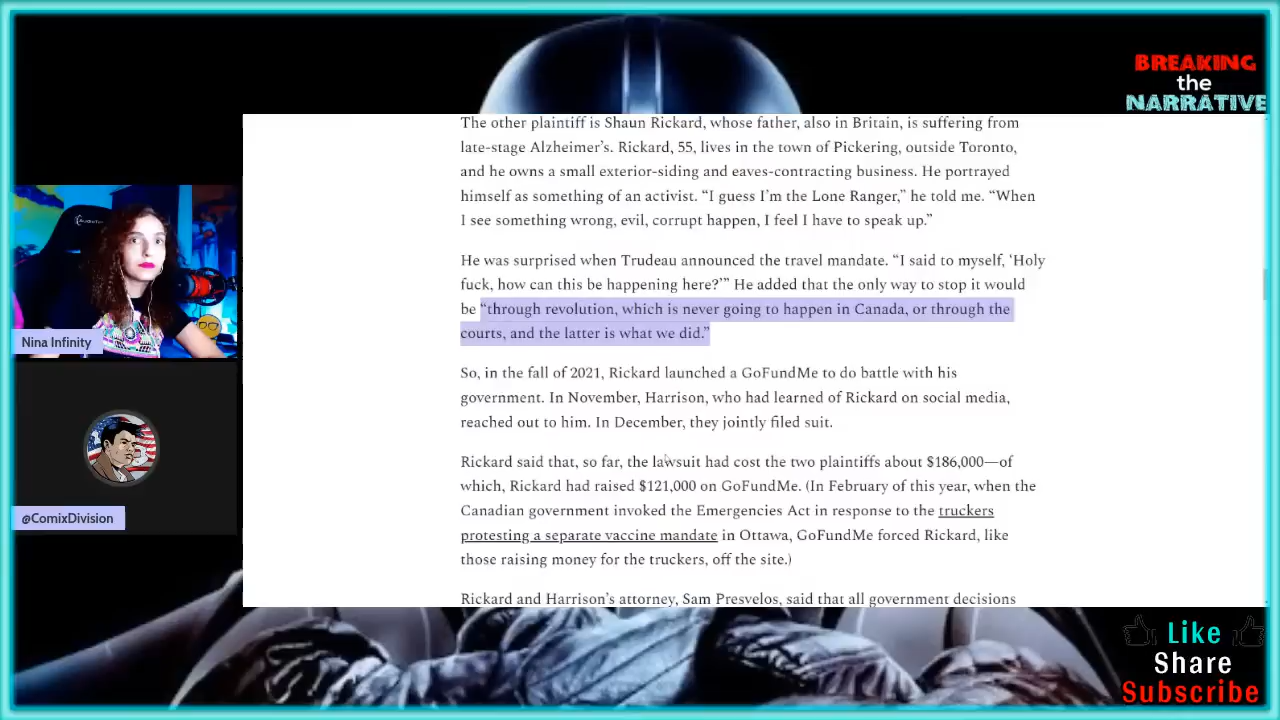 BREAKING
the
NARRATIVE
The other plaintiff is Shaun Rickard, whose father, also in Britain, is suffering from
late-stage Alzheimer’s. Rickard, 55, lives in the town of Pickering, outside Toronto,
and he owns a small exterior-siding and eaves-contracting business. He portrayed
himself as something of an activist. “I guess I’m the Lone Ranger,” he told me. “When
I see something wrong, evil, corrupt happen, I feel I have to speak up.”
He was surprised when Trudeau announced the travel mandate. “I said to myself, ‘Holy
fuck, how can this be happening here?’” He added that the only way to stop it would
be “through revolution, which is never going to happen in Canada, or through the
courts, and the latter is what we did.”
So, in the fall of 2021, Rickard launched a GoFundMe to do battle with his
government. In November, Harrison, who had learned of Rickard on social media,
reached out to him. In December, they jointly filed suit.
Rickard said that, so far, the lawsuit had cost the two plaintiffs about $186,000—of
which, Rickard had raised $121,000 on GoFundMe. (In February of this year, when the
Canadian government invoked the Emergencies Act in response to the truckers
protesting a separate vaccine mandate in Ottawa, GoFundMe forced Rickard, like
those raising money for the truckers, off the site.)
Rickard and Harrison’s attorney, Sam Presvelos, said that all government decisions
Nina Infinity
@ComixDivision
Like
Share
Subscribe